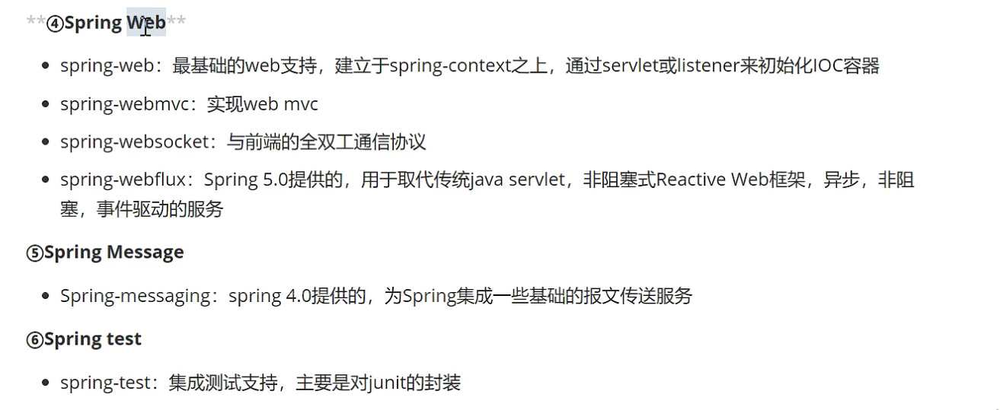 **④Spring Web**
spring-web：最基础的web支持，建立于spring-context之上，通过servlet或listener来初始化IOC容器
spring-webmvc：实现web mvc
spring-websocket：与前端的全双工通信协议
spring-webflux：Spring 5.0提供的，用于取代传统java servlet，非阻塞式Reactive Web框架，异步，非阻
塞，事件驱动的服务
⑤Spring Message
Spring-messaging：spring 4.0提供的，为Spring集成一些基础的报文传送服务
⑥Spring test
spring-test：集成测试支持，主要是对junit的封装